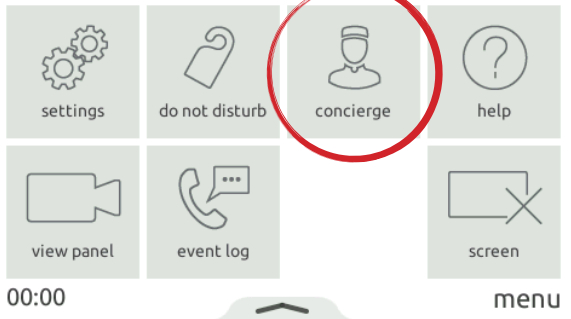 settings
do not disturb
concierge
help
view panel
event log
screen
00:00
menu